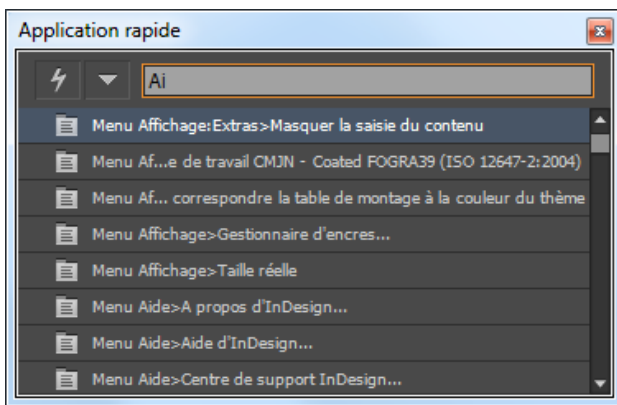 Application rapide
Ai
Menu Affichage:Extras>Masquer la saisie du contenu
Menu Af...e de travail CMJN - Coated FOGRA39 (ISO 12647-2:2004)
Menu Af... correspondre la table de montage à la couleur du thème
Menu Affichage>Gestionnaire d'encres...
Menu Affichage>Taille réelle
Menu Aide>A propos d'InDesign...
Menu Aide>Aide d'InDesign...
Menu Aide>Centre de support InDesign...